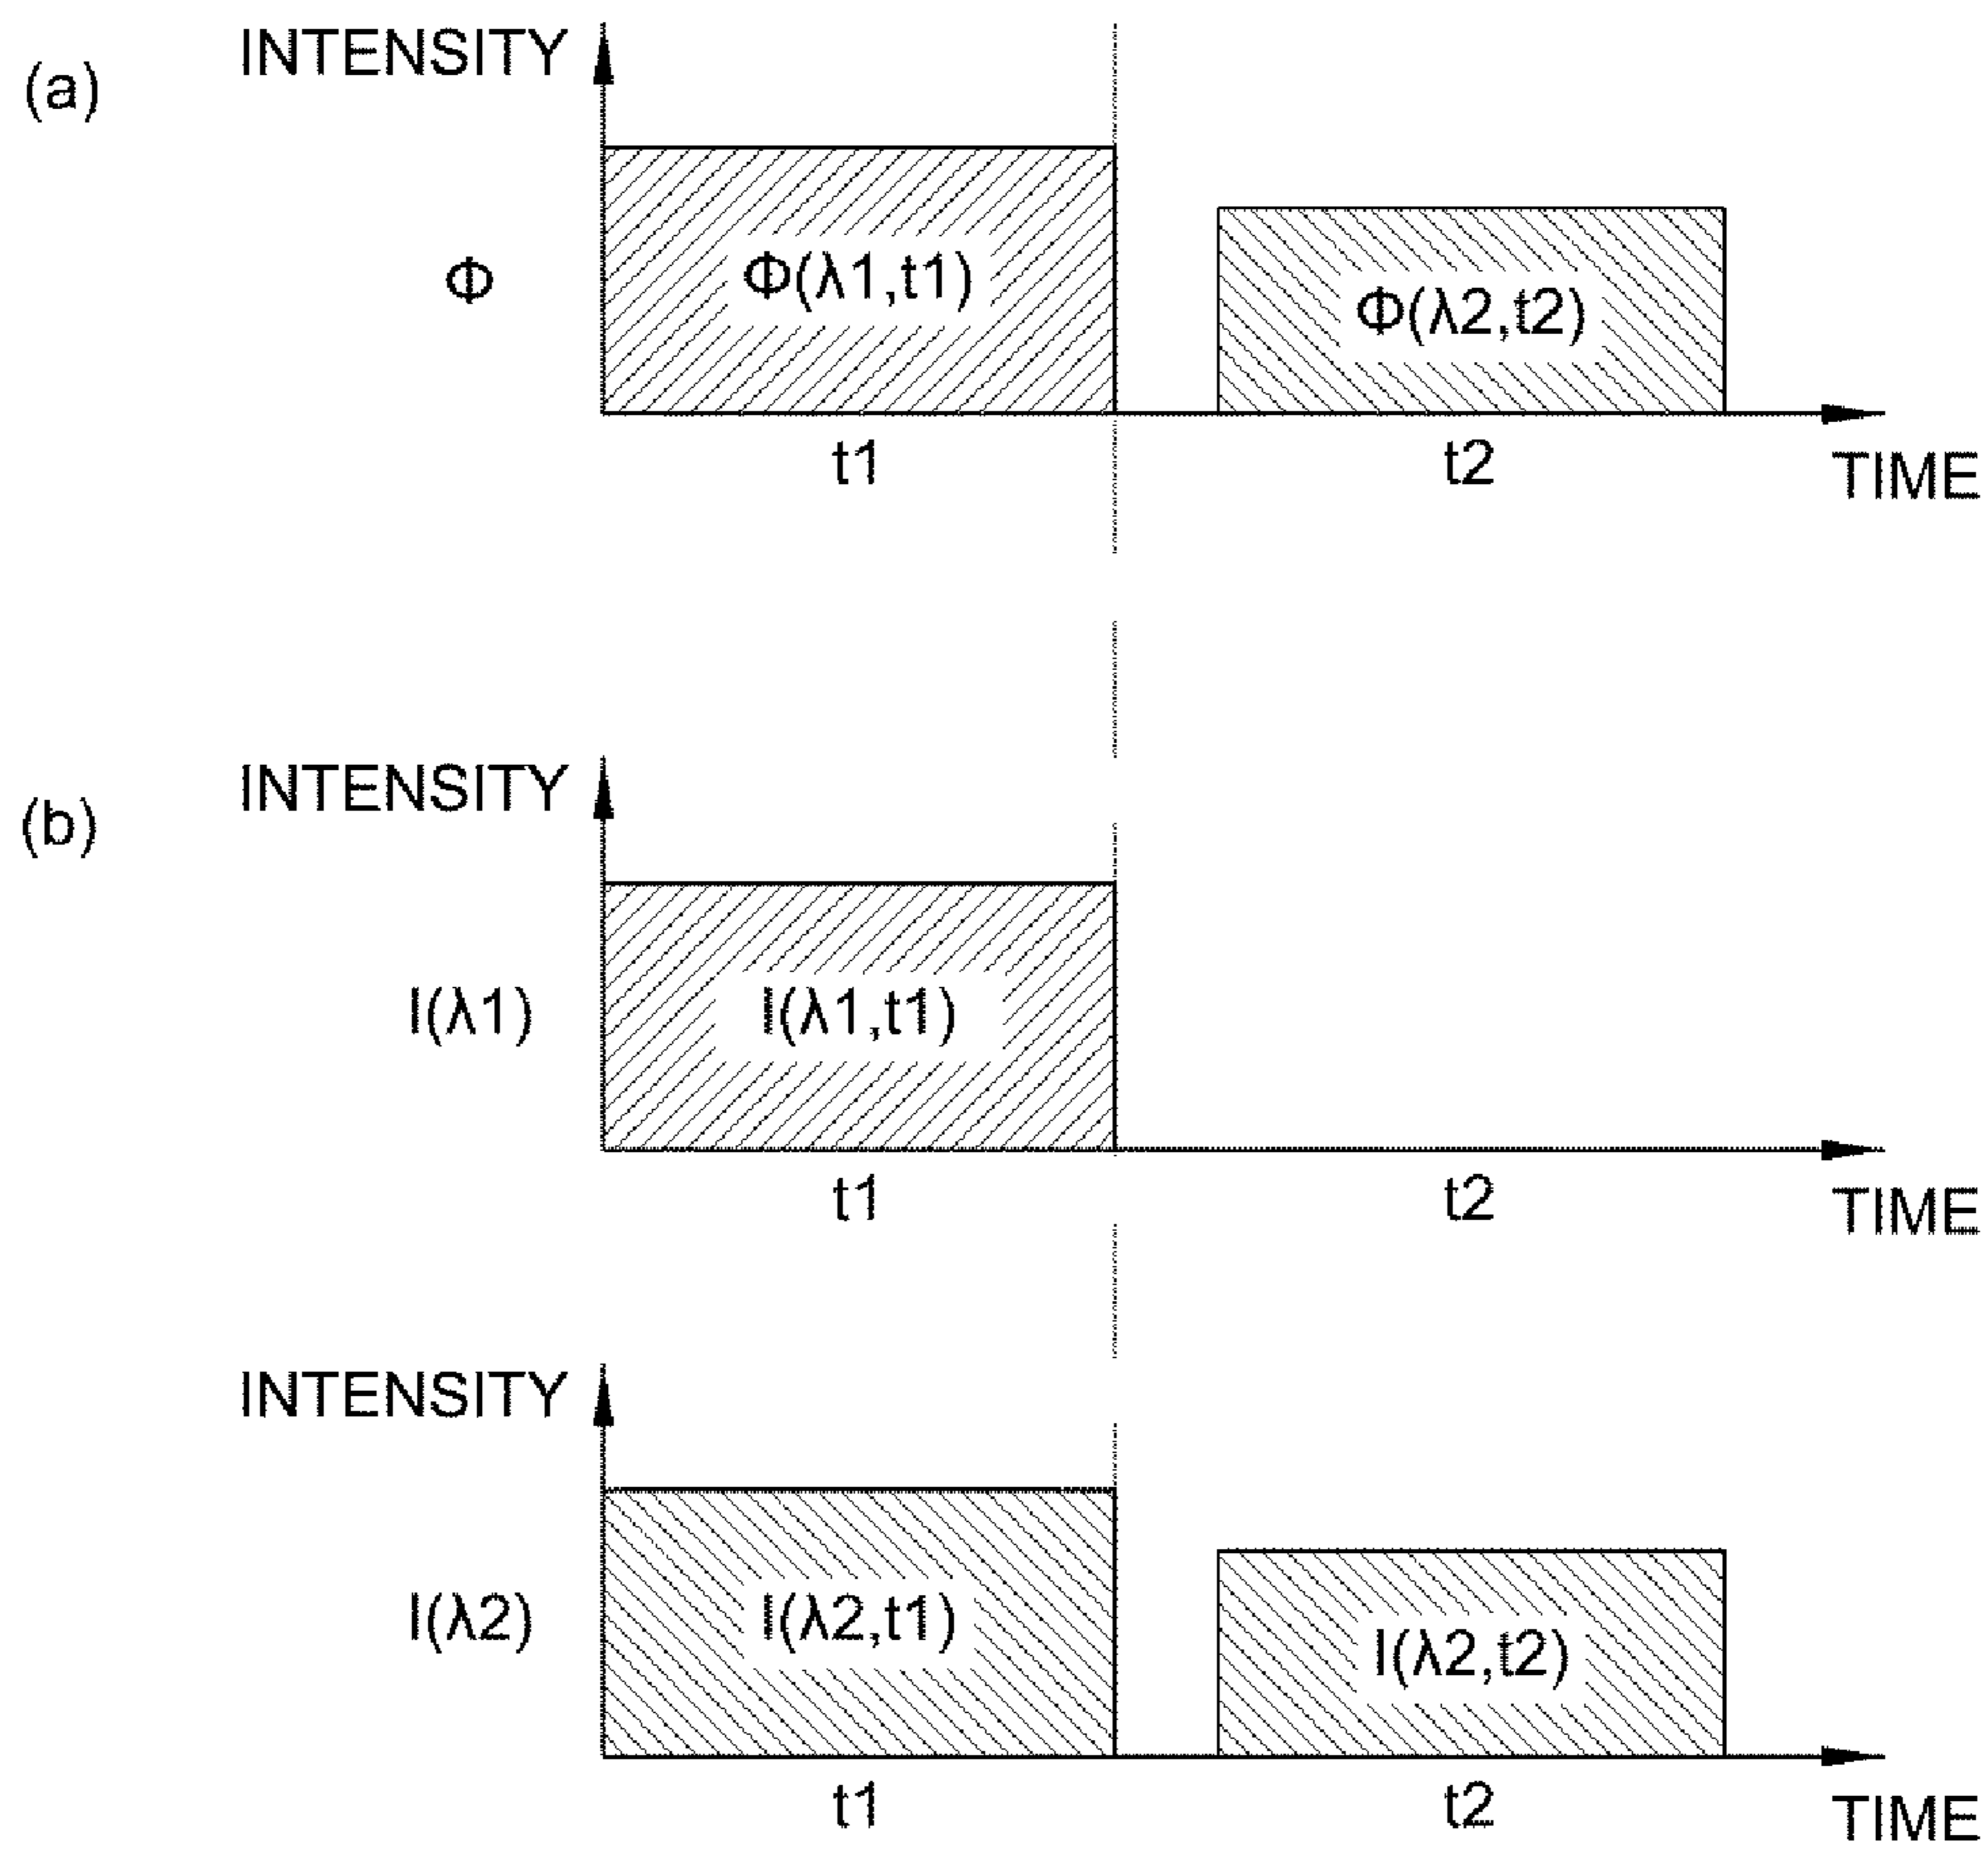 (a)
INTENSITY
Φ
Φ(λ1,t1)
Φ(λ2,t2)
t1
t2
TIME
(b)
INTENSITY
I(λ1)
I(λ1,t1)
t1
t2
TIME
INTENSITY
I(λ2)
I(λ2,t1)
I(λ2,t2)
t1
t2
TIME